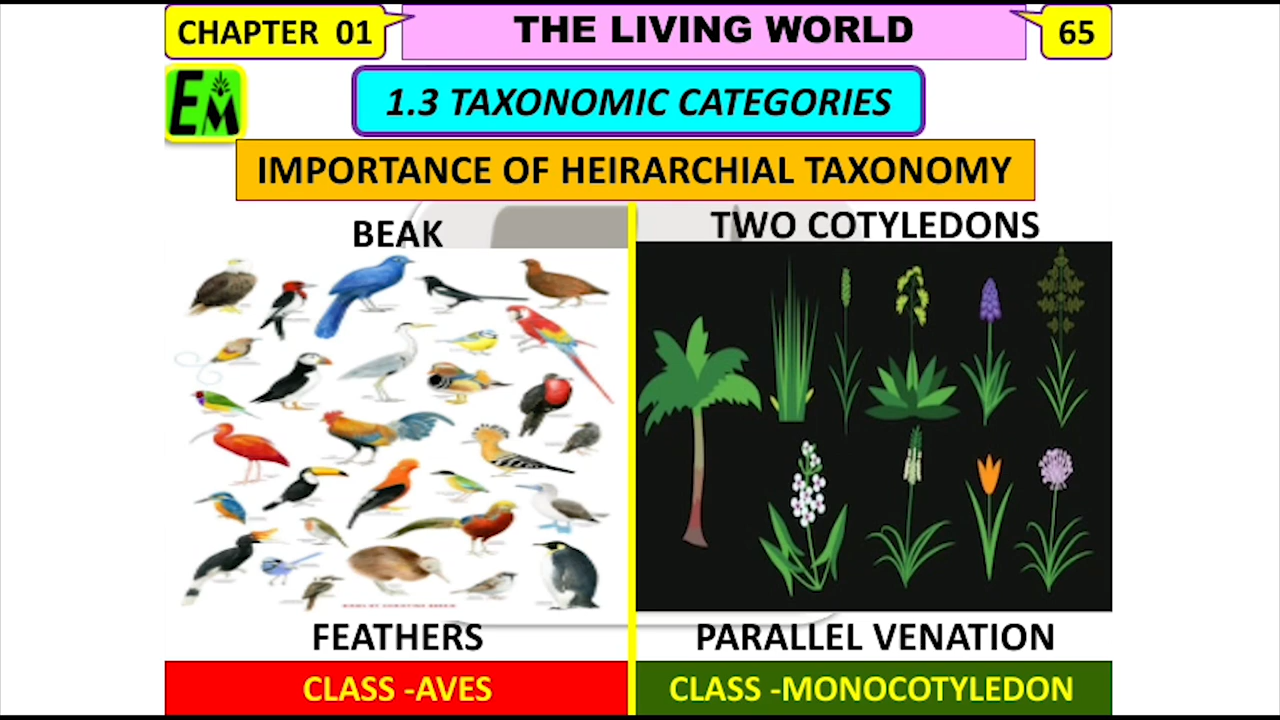 CHAPTER 01
THE LIVING WORLD
65
EM
1.3 TAXONOMIC CATEGORIES
IMPORTANCE OF HEIRARCHIAL TAXONOMY
BEAK
TWO COTYLEDONS
FEATHERS
PARALLEL VENATION
CLASS -AVES
CLASS -MONOCOTYLEDON